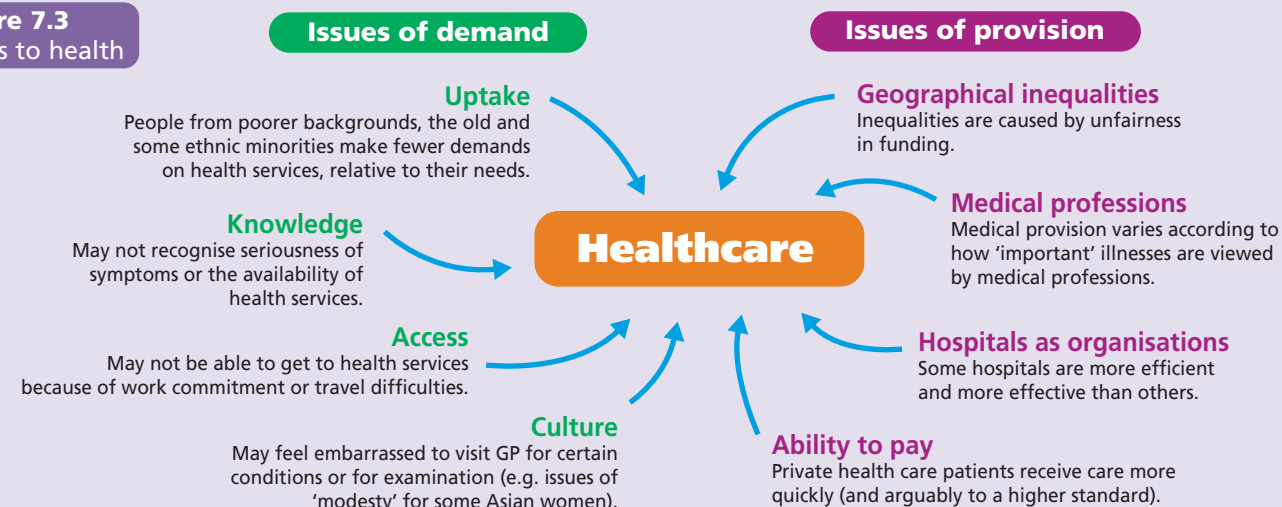 re 7.3
s to health
Issues of demand
Issues of provision
Uptake
People from poorer backgrounds, the old and
some ethnic minorities make fewer demands
on health services, relative to their needs.
Knowledge
May not recognise seriousness of
symptoms or the availability of
health services.
Access
May not be able to get to health services
because of work commitment or travel difficulties.
Culture
May feel embarrassed to visit GP for certain
conditions or for examination (e.g. issues of
‘modesty’ for some Asian women).
Healthcare
Geographical inequalities
Inequalities are caused by unfairness
in funding.
Medical professions
Medical provision varies according to
how ‘important’ illnesses are viewed
by medical professions.
Hospitals as organisations
Some hospitals are more efficient
and more effective than others.
Ability to pay
Private health care patients receive care more
quickly (and arguably to a higher standard).